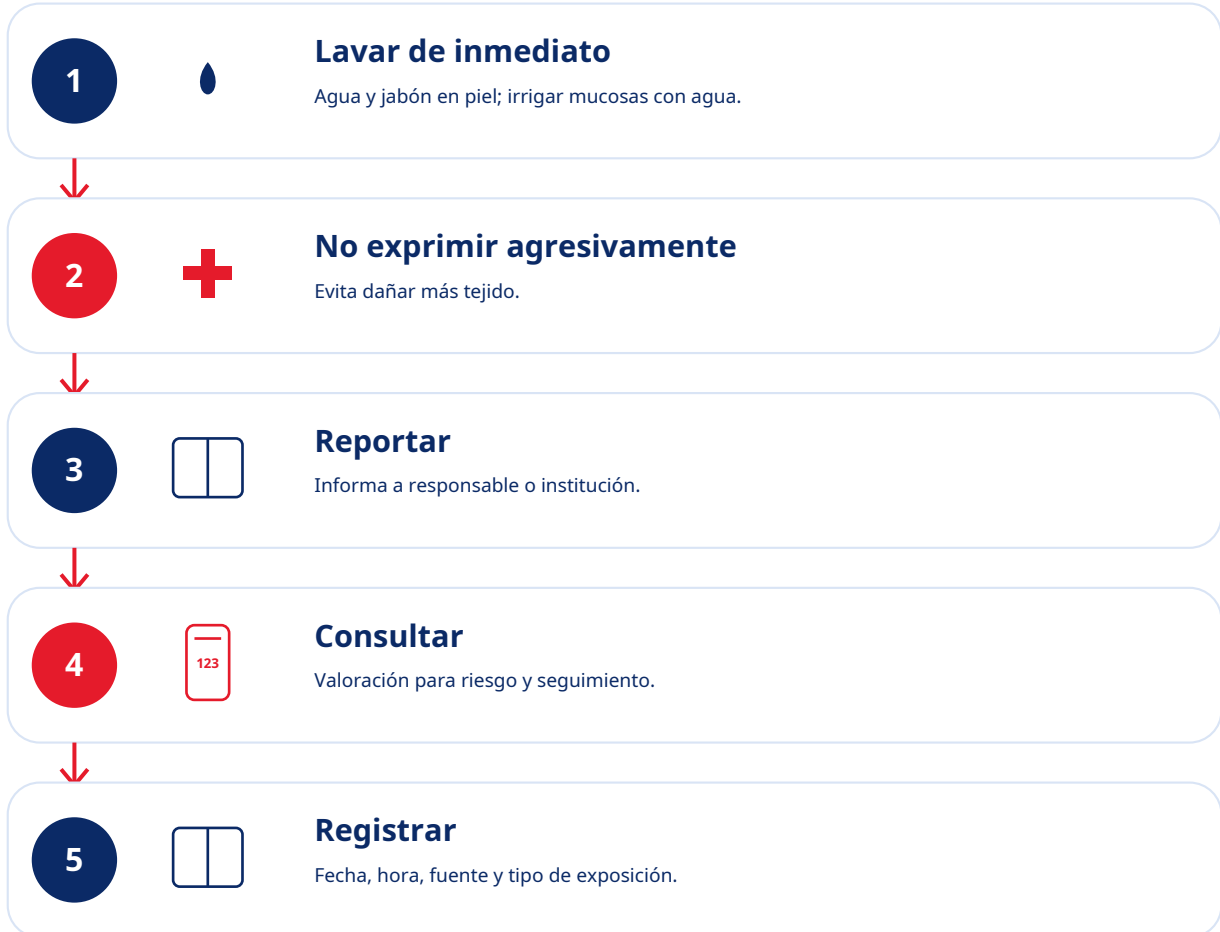 1
Lavar de inmediato
Agua y jabón en piel; irrigar mucosas con agua.
2
No exprimir agresivamente
Evita dañar más tejido.
3
Reportar
Informa a responsable o institución.
4
123
Consultar
Valoración para riesgo y seguimiento.
5
Registrar
Fecha, hora, fuente y tipo de exposición.